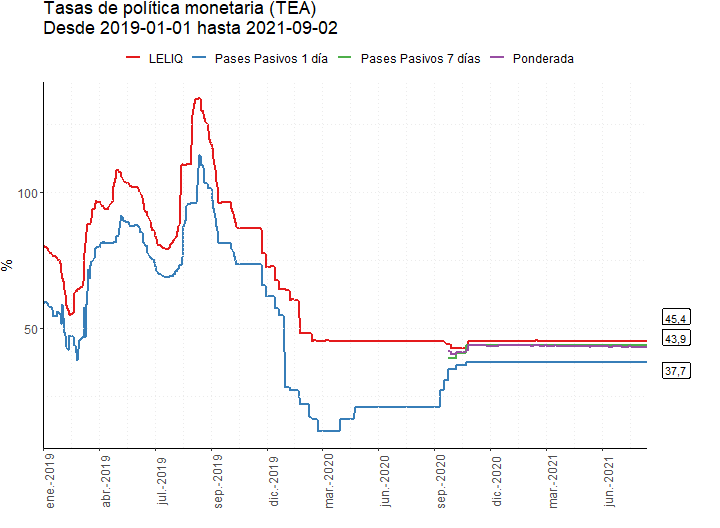 Tasas de política monetaria (TEA)
Desde 2019-01-01 hasta 2021-09-02
LELIQ Pases Pasivos 1 día Pases Pasivos 7 días Ponderada
%
100
50
45,4
43,9
37,7
ene.-2019
abr.-2019
jul.-2019
sep.-2019
dic.-2019
mar.-2020
sep.-2020
dic.-2020
mar.-2021
jun.-2021